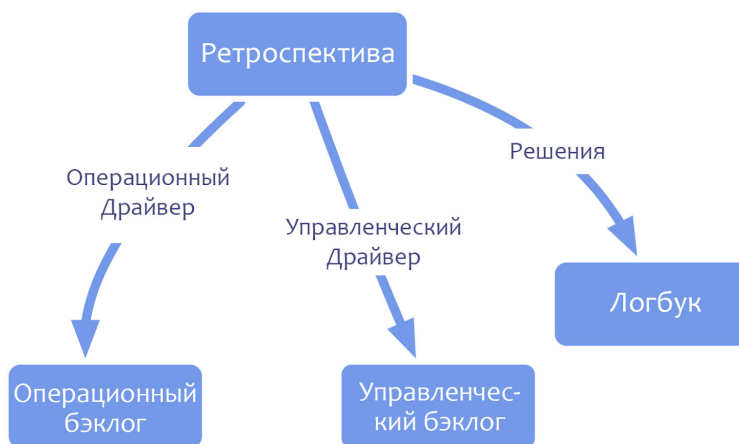 Ретроспектива
Решения
Операционный
Драйвер
Управленческий
Драйвер
Логбук
Операционный
бэклог
Управленчес-
кий бэклог